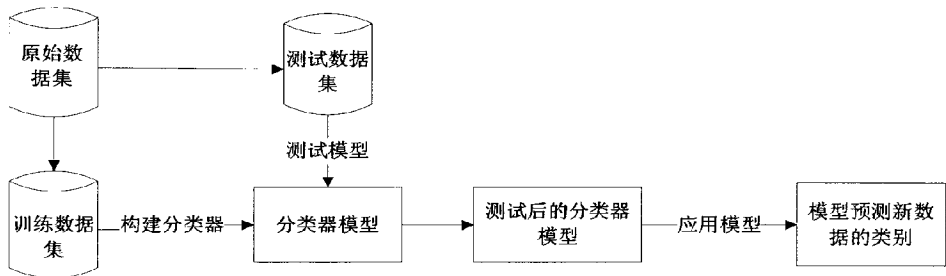 原始数
据集
测试数据
集
测试模型
训练数据
集
构建分类器
分类器模型
测试后的分类器
模型
应用模型
模型预测新数
据的类别